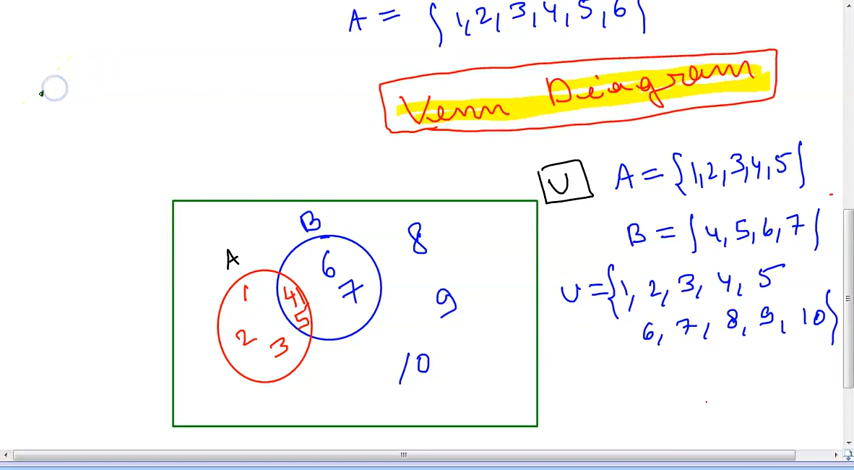 A = {1, 2, 3, 4, 5, 6}
Venn Diagram
U
A = {1, 2, 3, 4, 5}
B = {4, 5, 6, 7}
U = {1, 2, 3, 4, 5
6, 7, 8, 9, 10}
B
A
8
6
7
1
4
5
9
2
3
10